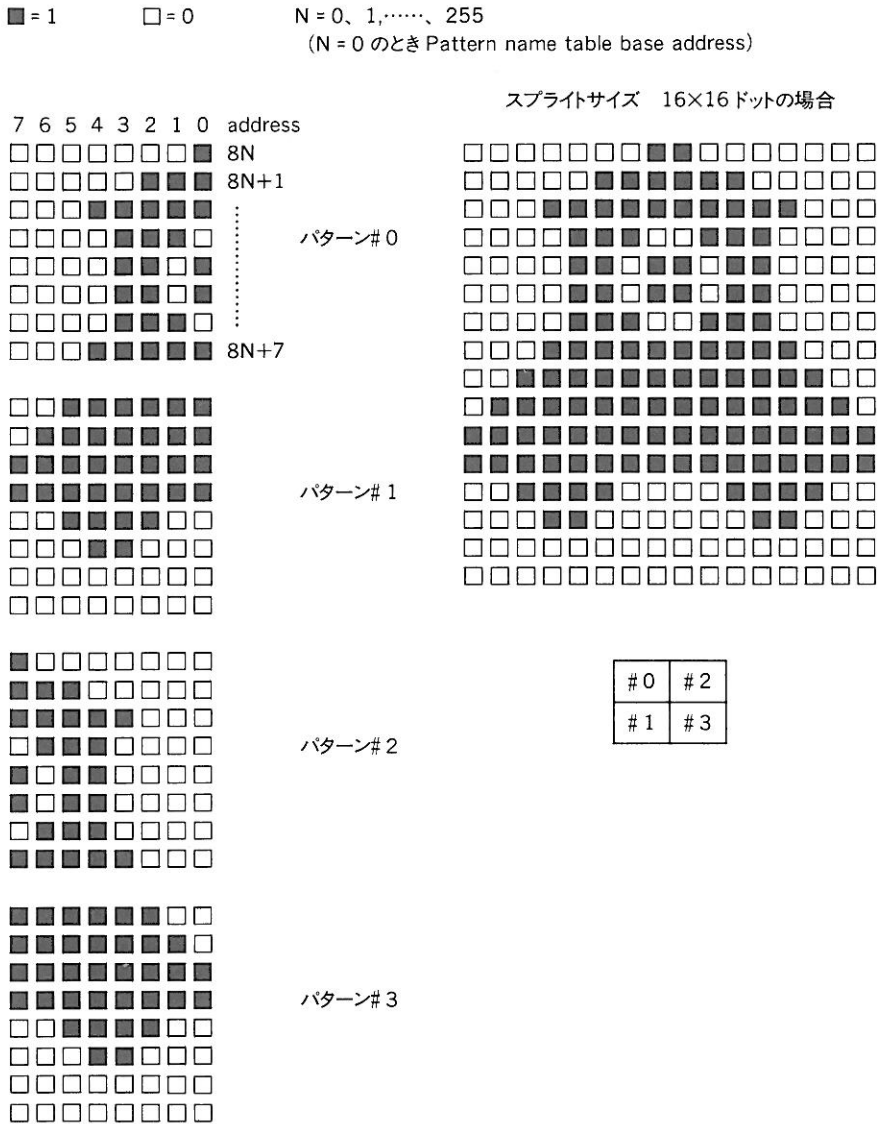 ■ = 1 □ = 0 N = 0、1,……、255
(N = 0 のとき Pattern name table base address)
スプライトサイズ 16×16ドットの場合
7 6 5 4 3 2 1 0 address
8N
8N+1
パターン#0
8N+7
パターン#1
パターン#2
#0 #2
#1 #3
パターン#3